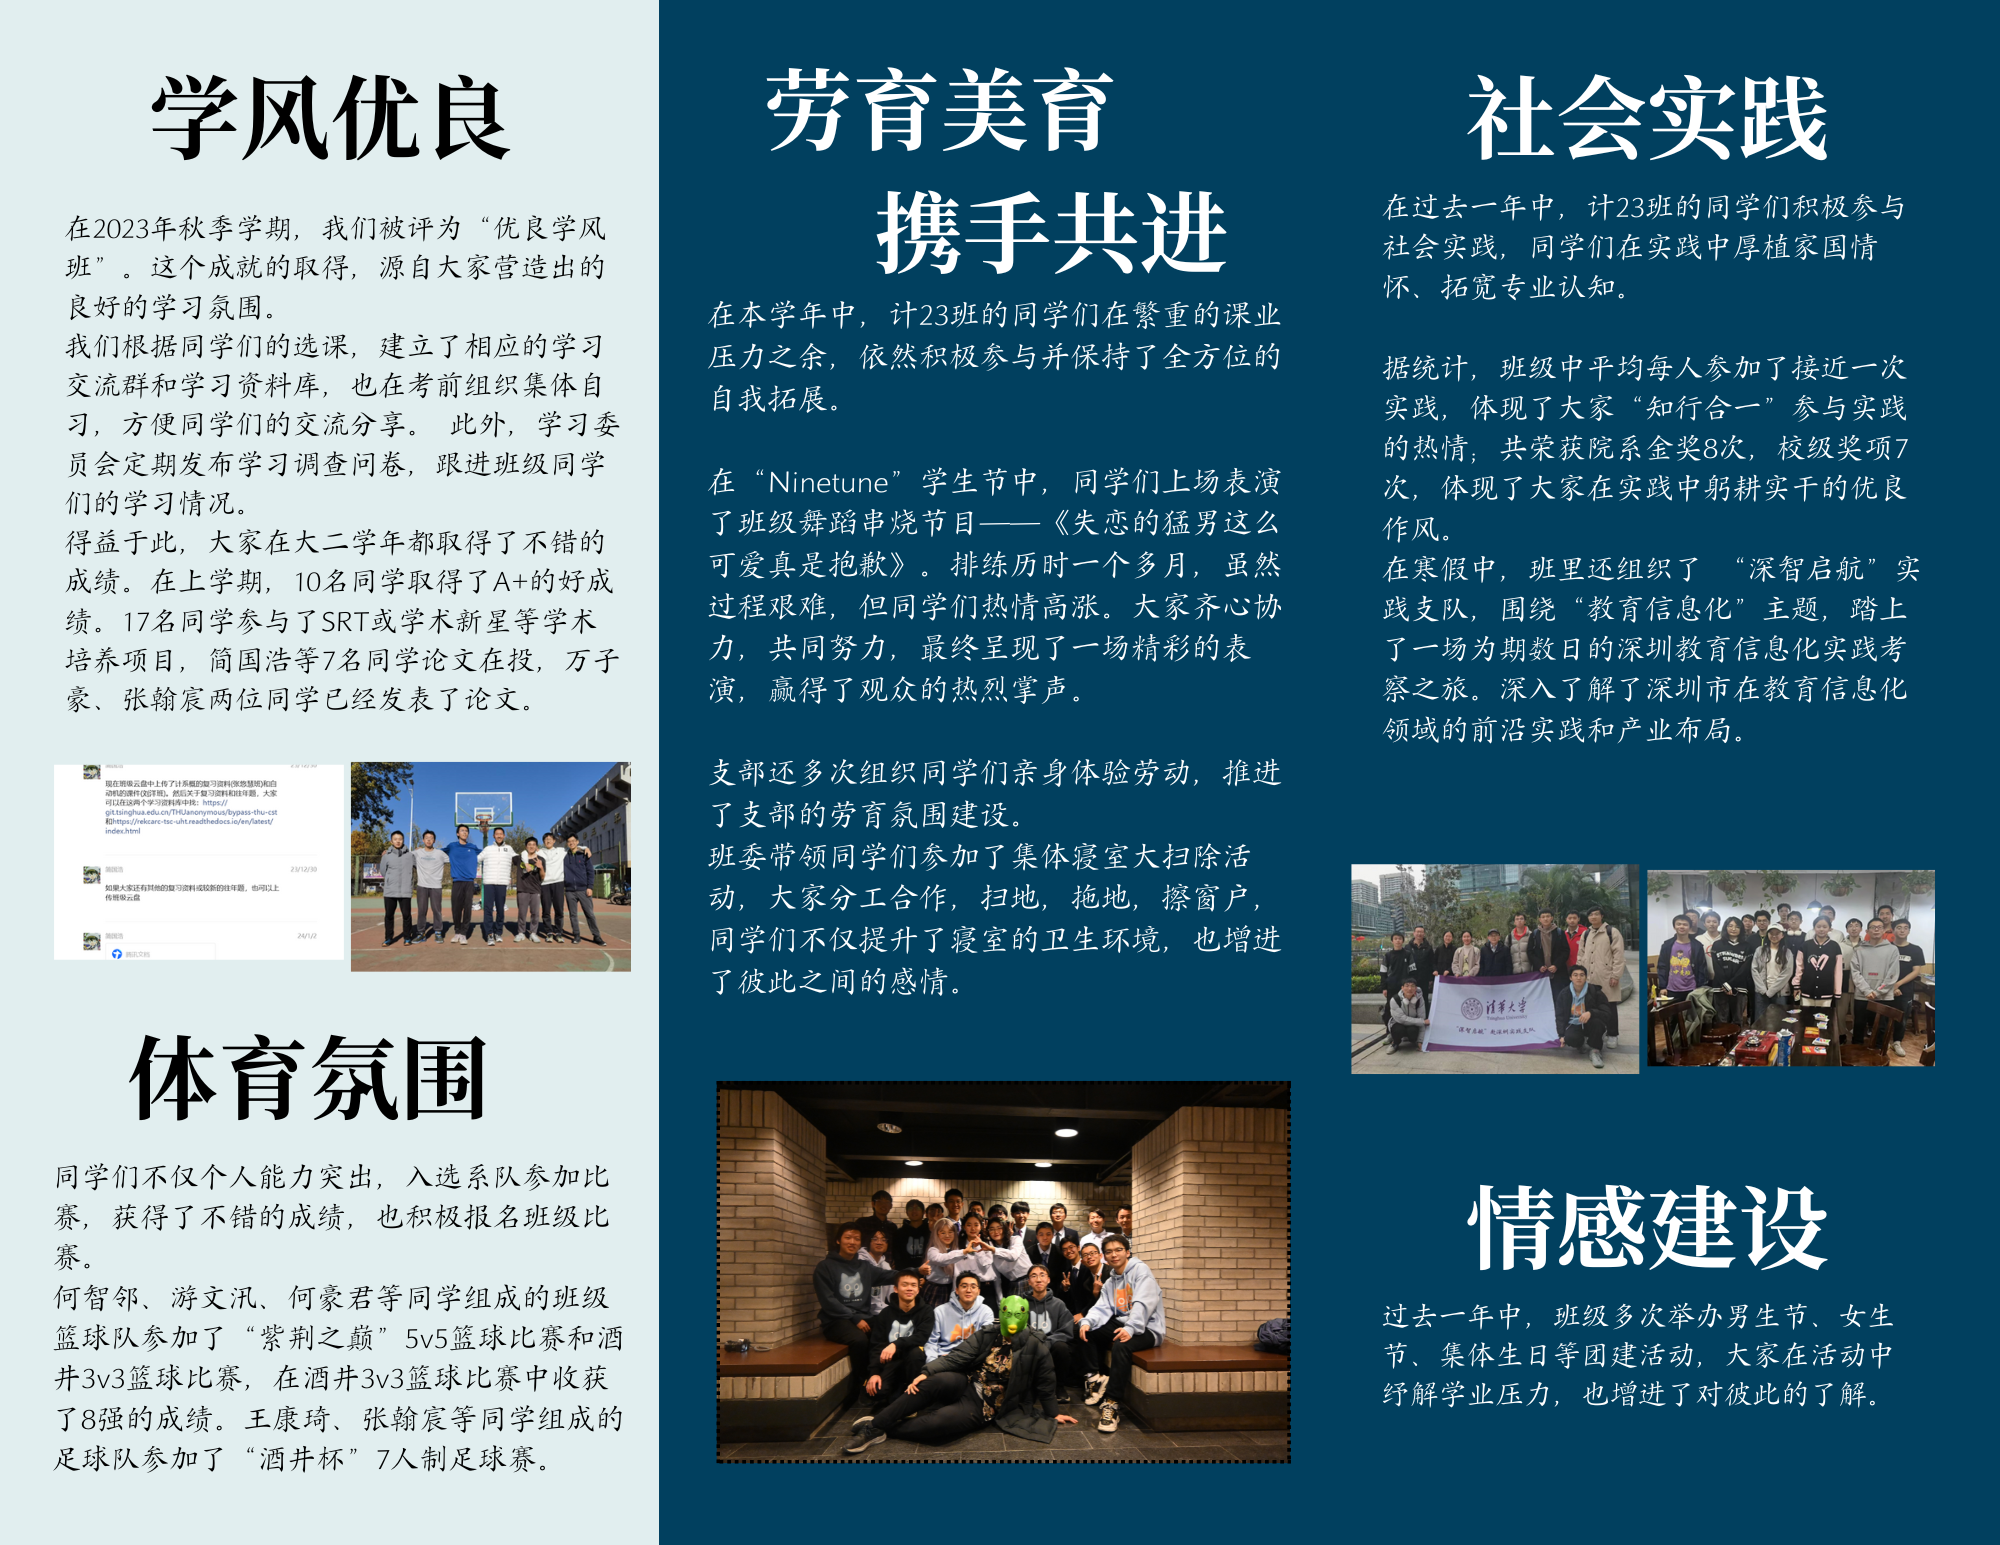 学风优良
在2023年秋季学期，我们被评为“优良学风
班”。这个成就的取得，源自大家营造出的
良好的学习氛围。
我们根据同学们的选课，建立了相应的学习
交流群和学习资料库，也在考前组织集体自
习，方便同学们的交流分享。 此外，学习委
员会定期发布学习调查问卷，跟进班级同学
们的学习情况。
得益于此，大家在大二学年都取得了不错的
成绩。在上学期，10名同学取得了A+的好成
绩。17名同学参与了SRT或学术新星等学术
培养项目，简国浩等7名同学论文在投，万子
豪、张翰宸两位同学已经发表了论文。
现在班级云盘中上传了计系概的复习资料(张悠慧班)和自
动机的课件(刘洋班)。然后关于复习资料和往年题，大家
可以在这两个学习资料库中找：https://
git.tsinghua.edu.cn/THUanonymous/bypass-thu-cst
和https://rekcarc-tsc-uht.readthedocs.io/en/latest/
index.html
23/12/30
如果大家还有其他的复习资料或较新的往年题，也可以上
传班级云盘
24/1/2
腾讯文档
体育氛围
同学们不仅个人能力突出，入选系队参加比
赛，获得了不错的成绩，也积极报名班级比
赛。
何智邻、游文汛、何豪君等同学组成的班级
篮球队参加了“紫荆之巅”5v5篮球比赛和酒
井3v3篮球比赛，在酒井3v3篮球比赛中收获
了8强的成绩。王康琦、张翰宸等同学组成的
足球队参加了“酒井杯”7人制足球赛。
劳育美育
携手共进
在本学年中，计23班的同学们在繁重的课业
压力之余，依然积极参与并保持了全方位的
自我拓展。
在“Ninetune”学生节中，同学们上场表演
了班级舞蹈串烧节目——《失恋的猛男这么
可爱真是抱歉》。排练历时一个多月，虽然
过程艰难，但同学们热情高涨。大家齐心协
力，共同努力，最终呈现了一场精彩的表
演，赢得了观众的热烈掌声。
支部还多次组织同学们亲身体验劳动，推进
了支部的劳育氛围建设。
班委带领同学们参加了集体寝室大扫除活
动，大家分工合作，扫地，拖地，擦窗户，
同学们不仅提升了寝室的卫生环境，也增进
了彼此之间的感情。
社会实践
在过去一年中，计23班的同学们积极参与
社会实践，同学们在实践中厚植家国情
怀、拓宽专业认知。
据统计，班级中平均每人参加了接近一次
实践，体现了大家“知行合一”参与实践
的热情；共荣获院系金奖8次，校级奖项7
次，体现了大家在实践中躬耕实干的优良
作风。
在寒假中，班里还组织了 “深智启航”实
践支队，围绕“教育信息化”主题，踏上
了一场为期数日的深圳教育信息化实践考
察之旅。深入了解了深圳市在教育信息化
领域的前沿实践和产业布局。
清华大学
Tsinghua University
“深智启航”赴深圳实践支队
情感建设
过去一年中，班级多次举办男生节、女生
节、集体生日等团建活动，大家在活动中
纾解学业压力，也增进了对彼此的了解。